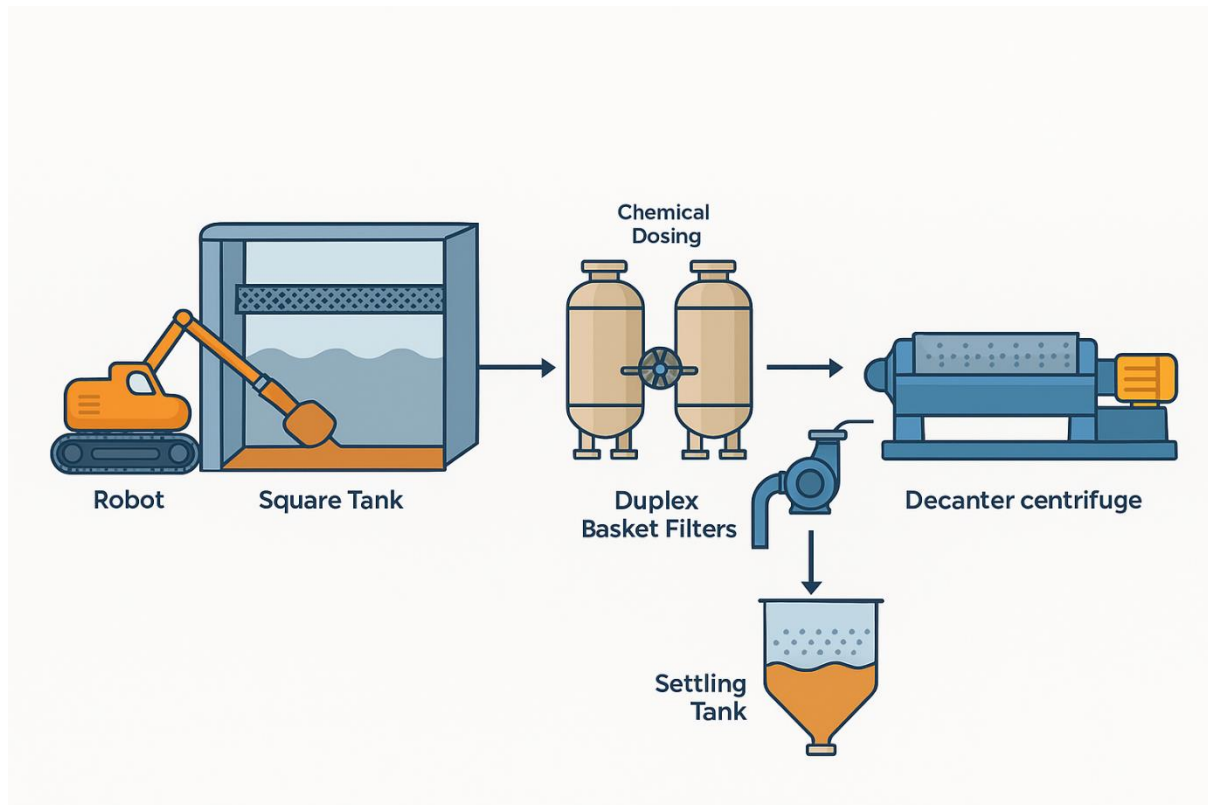 Chemical
Dosing
Robot
Square Tank
Duplex
Basket Filters
Decanter centrifuge
Settling
Tank